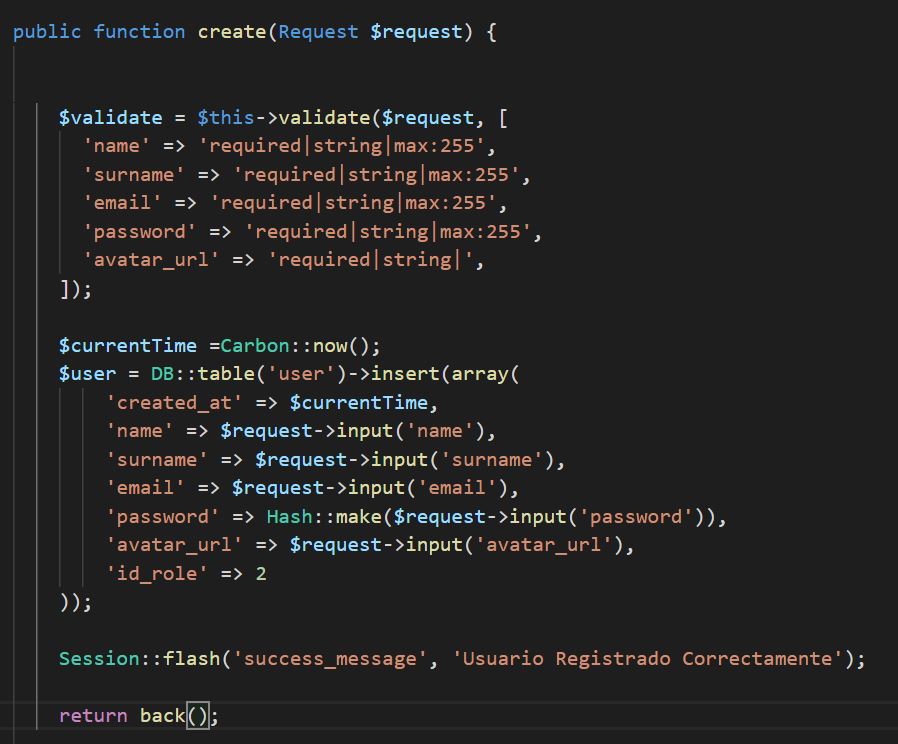 public function create(Request $request) {
$validate = $this->validate($request, [
'name' => 'required|string|max:255',
'surname' => 'required|string|max:255',
'email' => 'required|string|max:255',
'password' => 'required|string|max:255',
'avatar_url' => 'required|string|',
]);
$currentTime =Carbon::now();
$user = DB::table('user')->insert(array(
'created_at' => $currentTime,
'name' => $request->input('name'),
'surname' => $request->input('surname'),
'email' => $request->input('email'),
'password' => Hash::make($request->input('password')),
'avatar_url' => $request->input('avatar_url'),
'id_role' => 2
));
Session::flash('success_message', 'Usuario Registrado Correctamente');
return back();